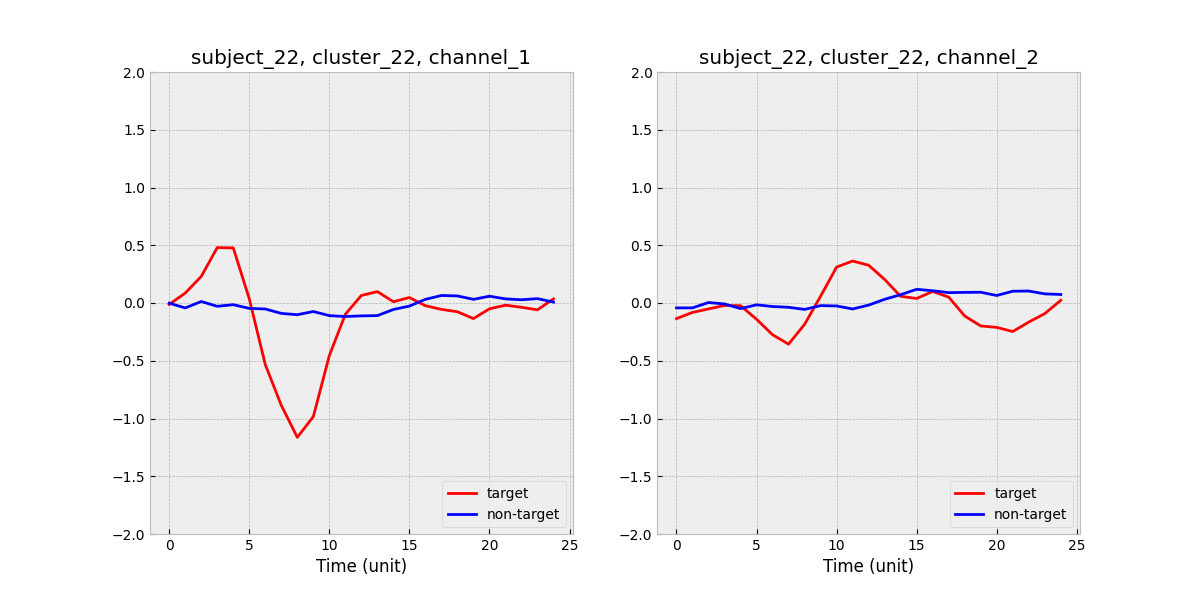 subject_22, cluster_22, channel_1
2.0
1.5
1.0
0.5
0.0
−0.5
−1.0
−1.5
−2.0
0 5 10 15 20 25
Time (unit)
target
non-target
subject_22, cluster_22, channel_2
2.0
1.5
1.0
0.5
0.0
−0.5
−1.0
−1.5
−2.0
0 5 10 15 20 25
Time (unit)
target
non-target